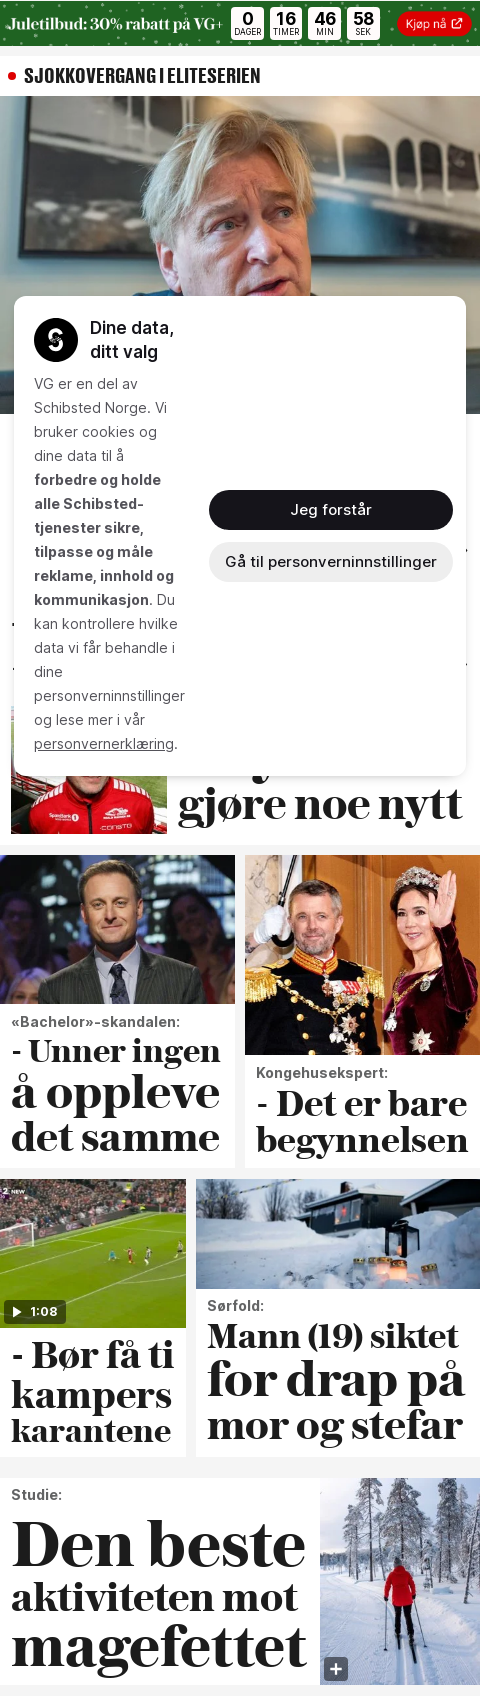 Juletilbud: 30% rabatt på VG+
0 16 46 58
DAGER TIMER MIN SEK
Kjøp nå
SJOKKOVERGANG I ELITESERIEN
Dine data,
ditt valg
VG er en del av
Schibsted Norge. Vi
bruker cookies og
dine data til å
forbedre og holde
alle Schibsted-
tjenester sikre,
tilpasse og måle
reklame, innhold og
kommunikasjon. Du
kan kontrollere hvilke
data vi får behandle i
dine
personverninnstillinger
og lese mer i vår
personvernerklæring.
Jeg forstår
Gå til personverninnstillinger
SpareBank 1
CONSTO
gjøre noe nytt
«Bachelor»-skandalen:
- Unner ingen
å oppleve
det samme
Kongehusekspert:
- Det er bare
begynnelsen
2 NEW
1:08
- Bør få ti
kampers
karantene
Sørfold:
Mann (19) siktet
for drap på
mor og stefar
Studie:
Den beste
aktiviteten mot
magefettet